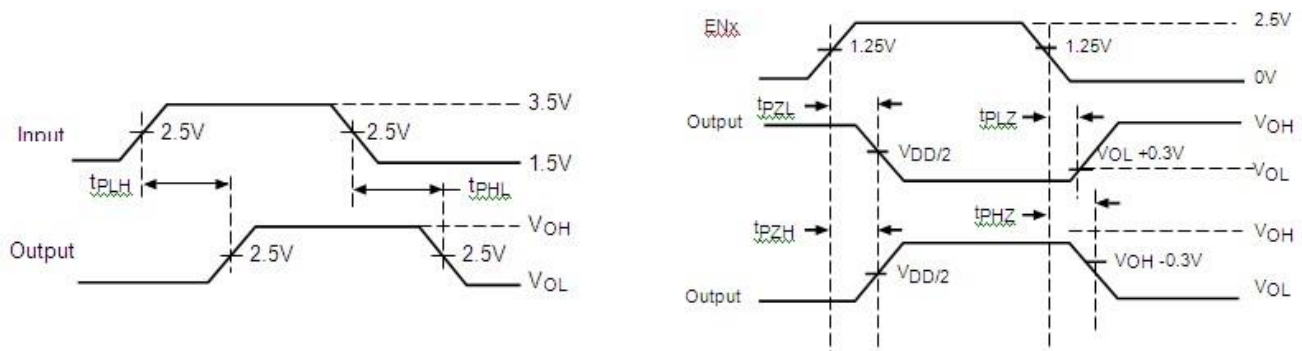 Input
2.5V
2.5V
3.5V
1.5V
tPLH
tPHL
Output
2.5V
2.5V
VOH
VOL
ENx
1.25V
1.25V
2.5V
0V
tPZL
tPLZ
Output
VDD/2
VOL +0.3V
VOH
VOL
tPZH
tPHZ
Output
VDD/2
VOH -0.3V
VOH
VOL